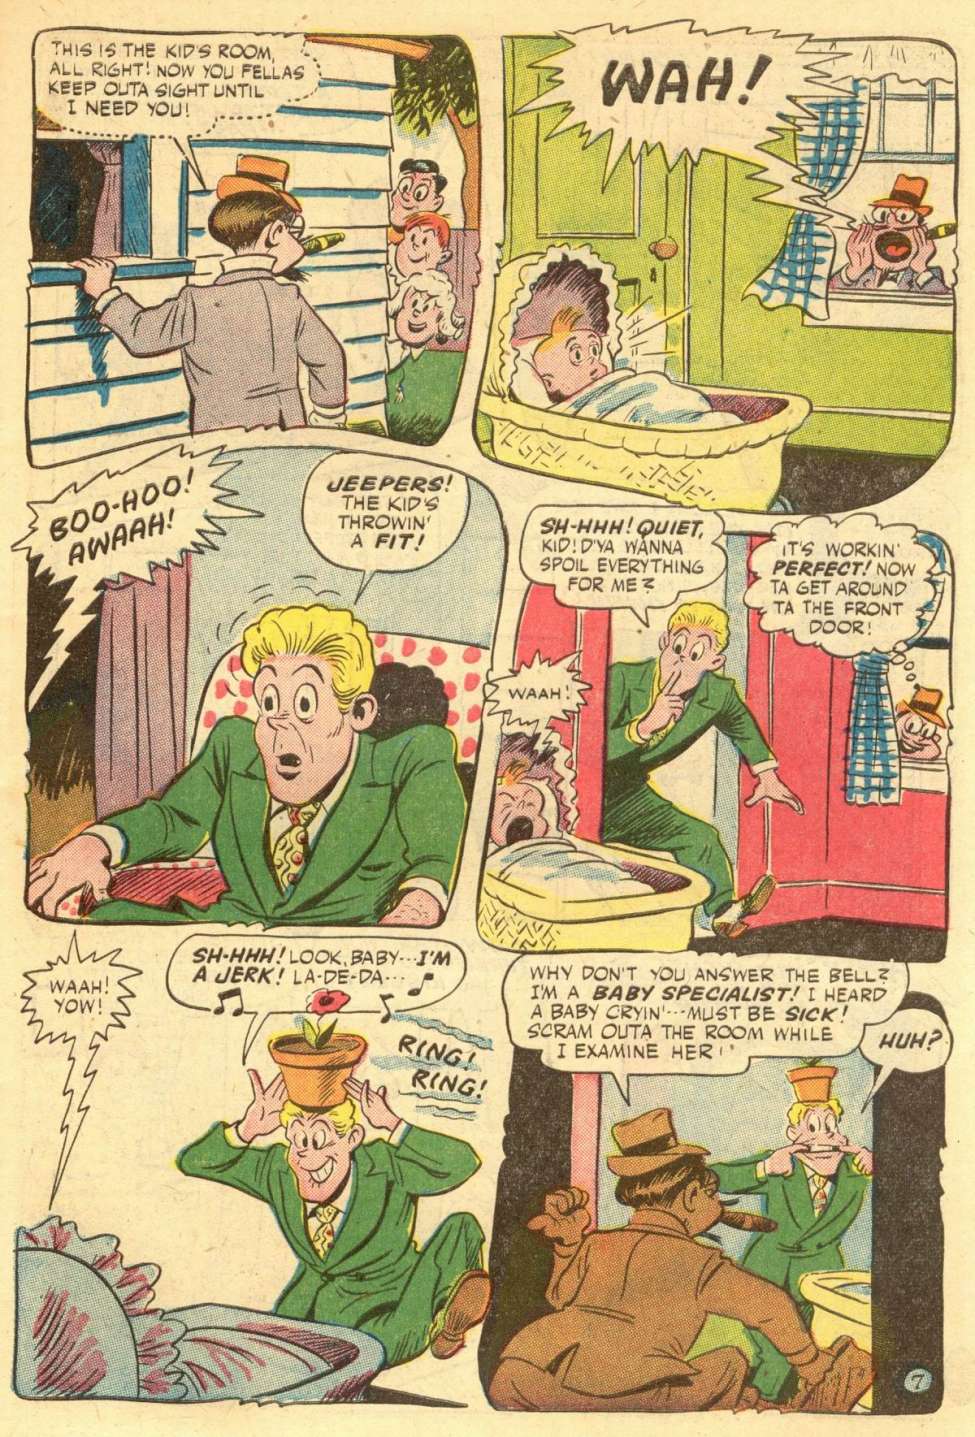 THIS IS THE KID'S ROOM,
ALL RIGHT! NOW YOU FELLAS
KEEP OUTA SIGHT UNTIL
I NEED YOU!
WAH!
BOO-HOO!
AWAAH!
JEEPERS!
THE KID'S
THROWIN'
A FIT!
SH-HHH! QUIET,
KID! D'YA WANNA
SPOIL EVERYTHING
FOR ME?
WAAH!
IT'S WORKIN'
PERFECT! NOW
TA GET AROUND
TA THE FRONT
DOOR!
WAAH!
YOW!
SH-HHH! LOOK, BABY---I'M
A JERK! LA-DE-DA---
RING!
RING!
WHY DON'T YOU ANSWER THE BELL?
I'M A BABY SPECIALIST! I HEARD
A BABY CRYIN'---MUST BE SICK!
SCRAM OUTA THE ROOM WHILE
I EXAMINE HER!'
HUH?
7